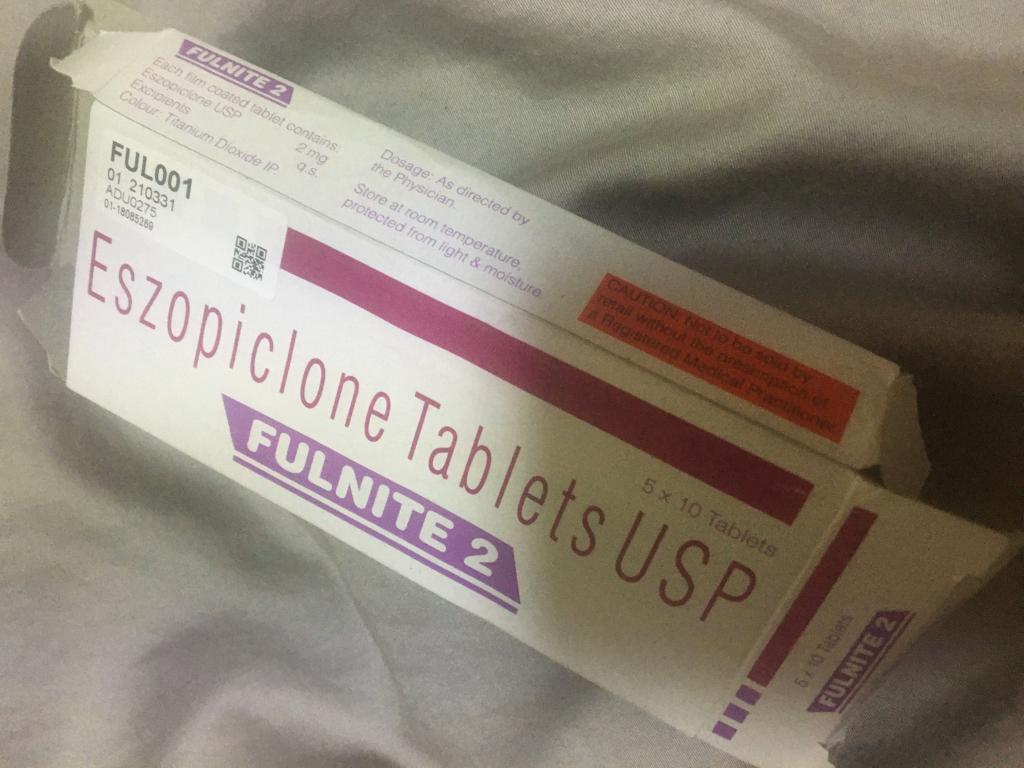 FULNITE 2
Each film coated tablet contains:
Eszopiclone USP 2 mg
Excipients q.s.
Colour: Titanium Dioxide IP
Dosage: As directed by
the Physician.
Store at room temperature,
protected from light & moisture.
CAUTION: Not to be sold by
retail without the prescription of
a Registered Medical Practitioner.
FUL001
01 210331
ADU0275
01-18085269
Eszopiclone Tablets USP
FULNITE 2
5 x 10 Tablets
5 x 10 Tablets
FULNITE 2